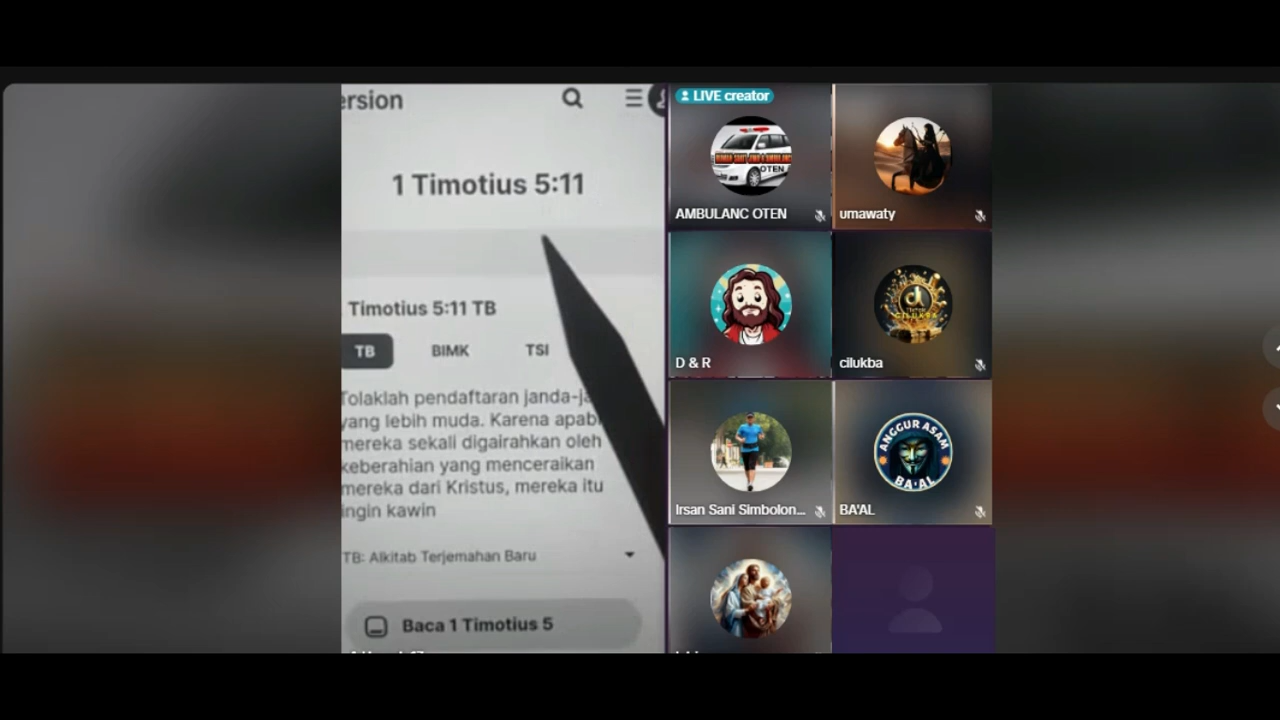 ersion
1 Timotius 5:11
Timotius 5:11 TB
TB
BIMK
TSI
Tolaklah pendaftaran janda-ja
yang lebih muda. Karena apab
mereka sekali digairahkan oleh
keberahian yang menceraikan
mereka dari Kristus, mereka itu
ingin kawin
TB: Alkitab Terjemahan Baru
Baca 1 Timotius 5
LIVE creator
OTEN
AMBULANC OTEN
umawaty
D & R
CILUKBA
cilukba
Irsan Sani Simbolon...
ANGGUR ASAM
BA'AL
BA'AL